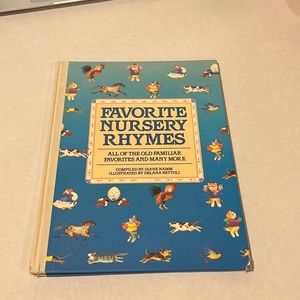 FAVORITE
NURSERY
RHYMES
ALL OF THE OLD FAMILIAR
FAVORITES AND MANY MORE
COMPILED BY DIANE NAMM
ILLUSTRATED BY DELANA BETTOLI